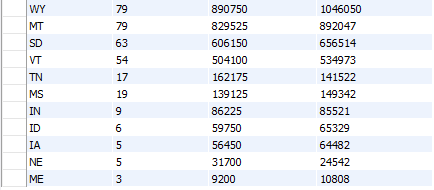 WY 79 890750 1046050
MT 79 829525 892047
SD 63 606150 656514
VT 54 504100 534973
TN 17 162175 141522
MS 19 139125 149342
IN 9 86225 85521
ID 6 59750 65329
IA 5 56450 64482
NE 5 31700 24542
ME 3 9200 10808